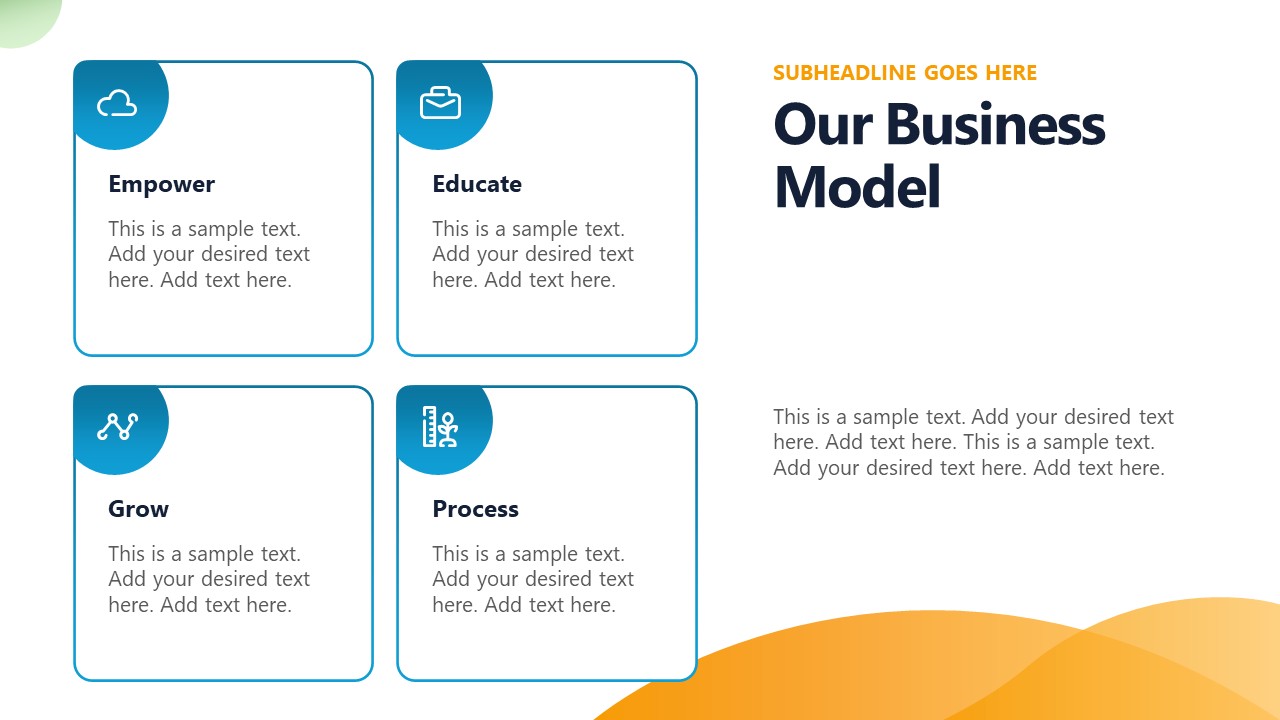 SUBHEADLINE GOES HERE
Our Business
Model
Empower
This is a sample text.
Add your desired text
here. Add text here.
Educate
This is a sample text.
Add your desired text
here. Add text here.
Grow
This is a sample text.
Add your desired text
here. Add text here.
Process
This is a sample text.
Add your desired text
here. Add text here.
This is a sample text. Add your desired text
here. Add text here. This is a sample text.
Add your desired text here. Add text here.